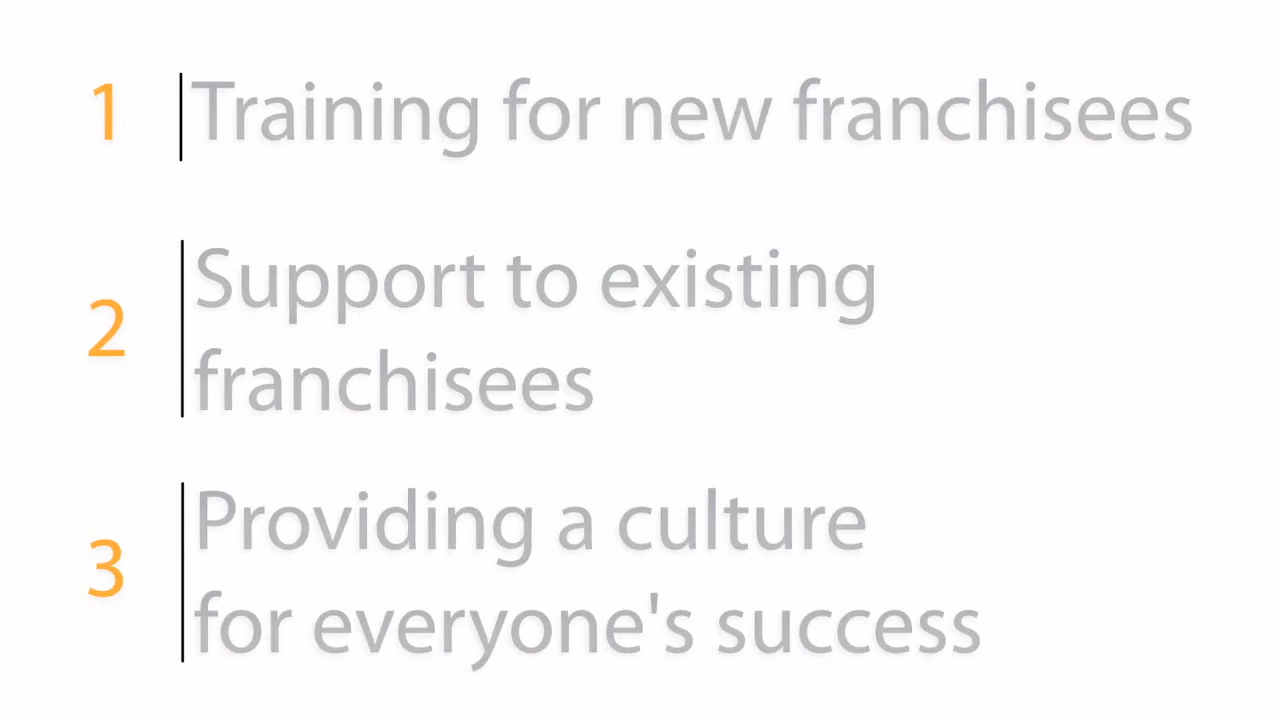 1 Training for new franchisees
2 Support to existing
franchisees
3 Providing a culture
for everyone's success